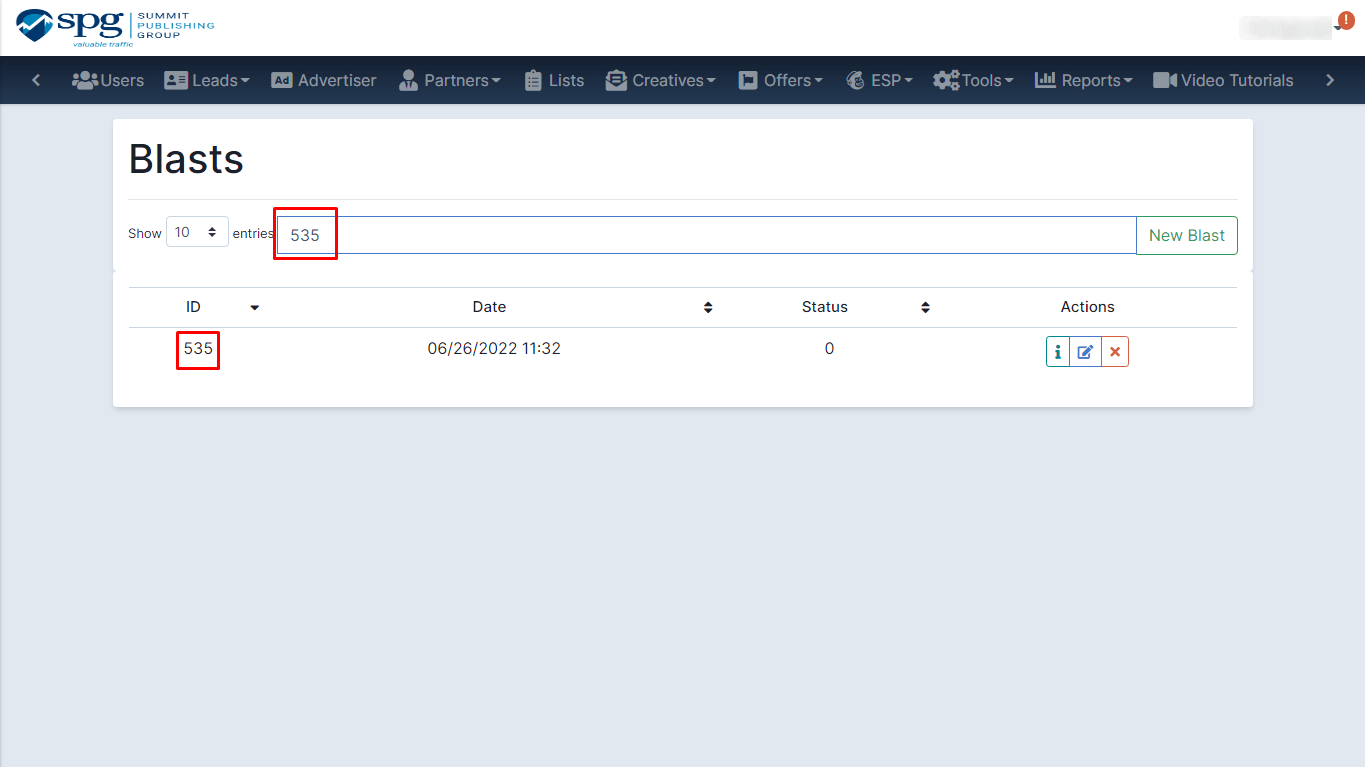 spg SUMMIT PUBLISHING GROUP
valuable traffic
!
Users Leads Ad Advertiser Partners Lists Creatives Offers ESP Tools Reports Video Tutorials
Blasts
Show 10 entries 535 New Blast
ID Date Status Actions
535 06/26/2022 11:32 0